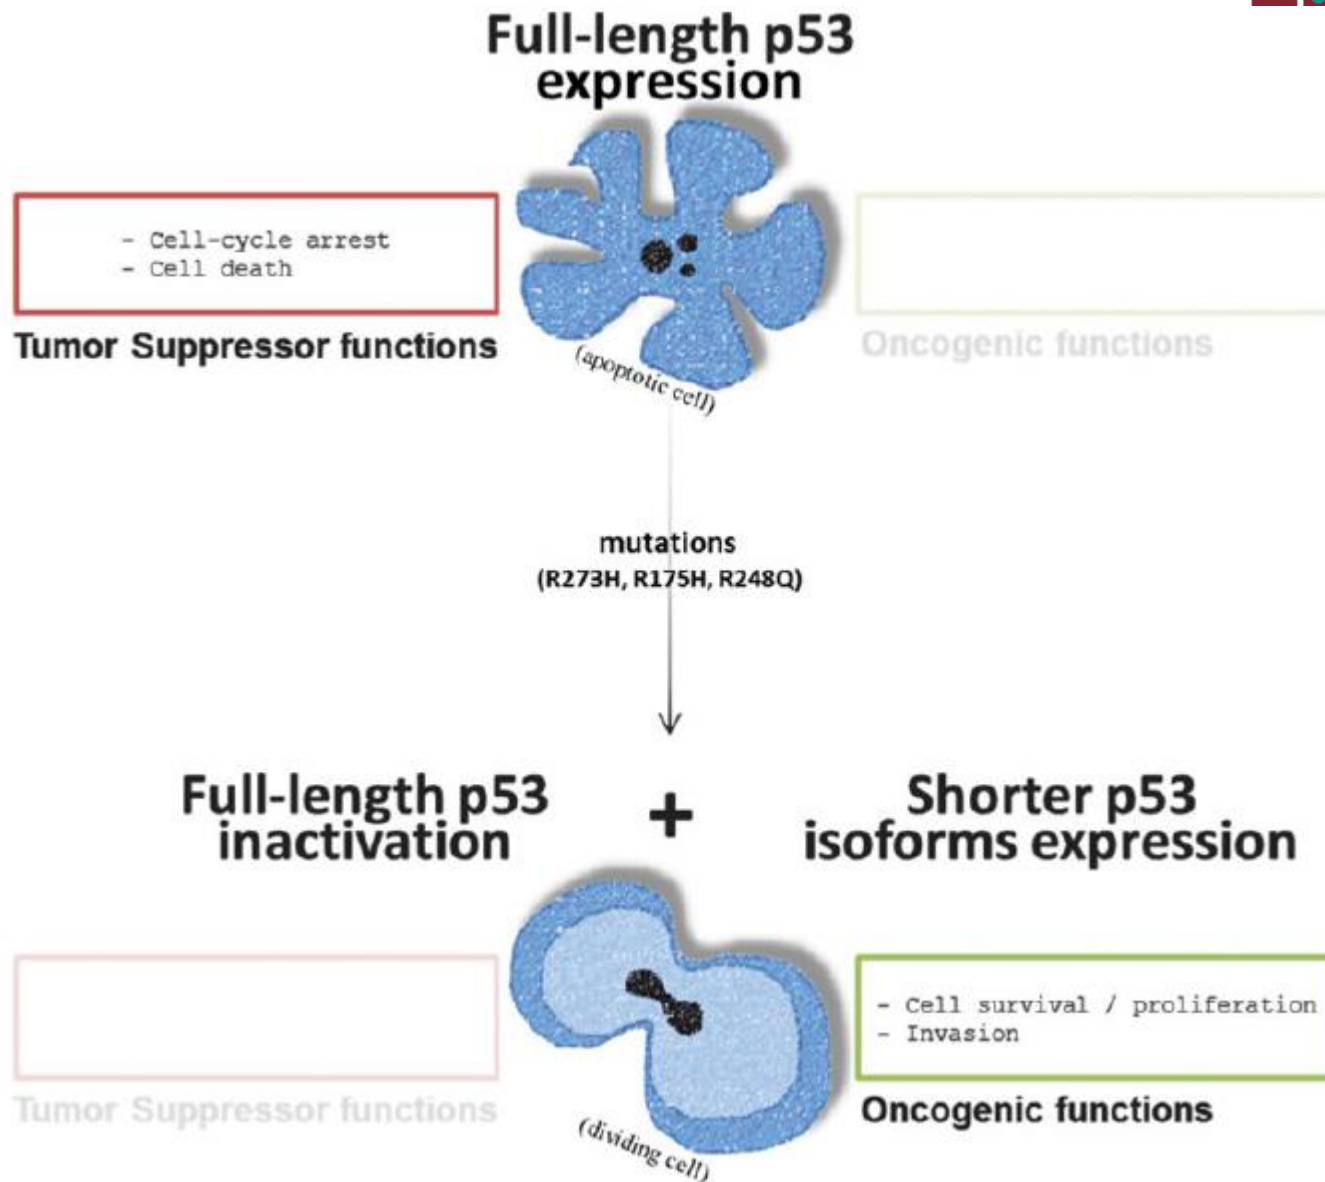 Full-length p53
expression
- Cell-cycle arrest
- Cell death
Tumor Suppressor functions
(apoptotic cell)
Oncogenic functions
mutations
(R273H, R175H, R248Q)
Full-length p53
inactivation
+
Shorter p53
isoforms expression
- Cell survival / proliferation
- Invasion
Tumor Suppressor functions
(dividing cell)
Oncogenic functions